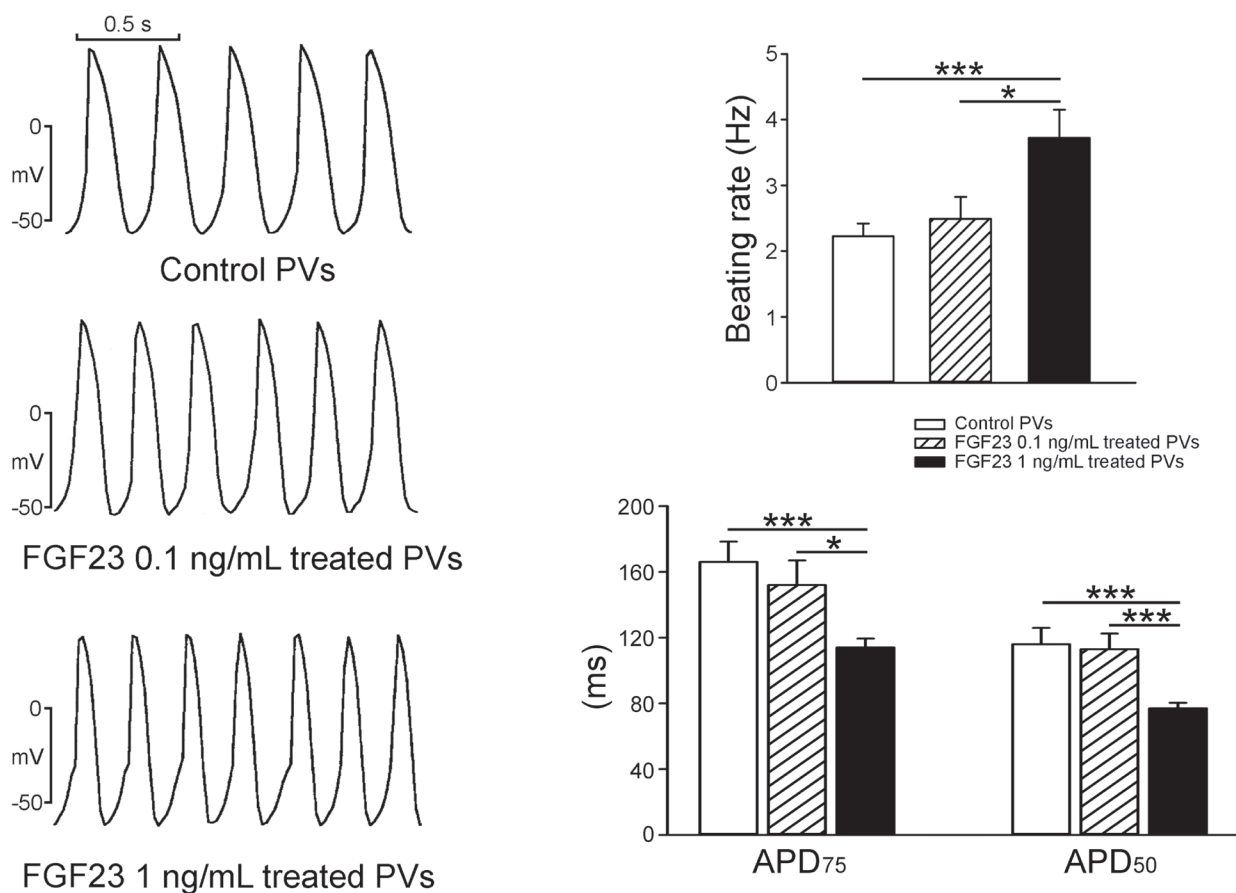 0.5 s
0
mV
-50
Control PVs
0
mV
-50
FGF23 0.1 ng/mL treated PVs
0
mV
-50
FGF23 1 ng/mL treated PVs
Beating rate (Hz)
5
4
3
2
1
0
***
*
Control PVs
FGF23 0.1 ng/mL treated PVs
FGF23 1 ng/mL treated PVs
(ms)
200
160
120
80
40
0
***
*
***
***
APD75
APD50